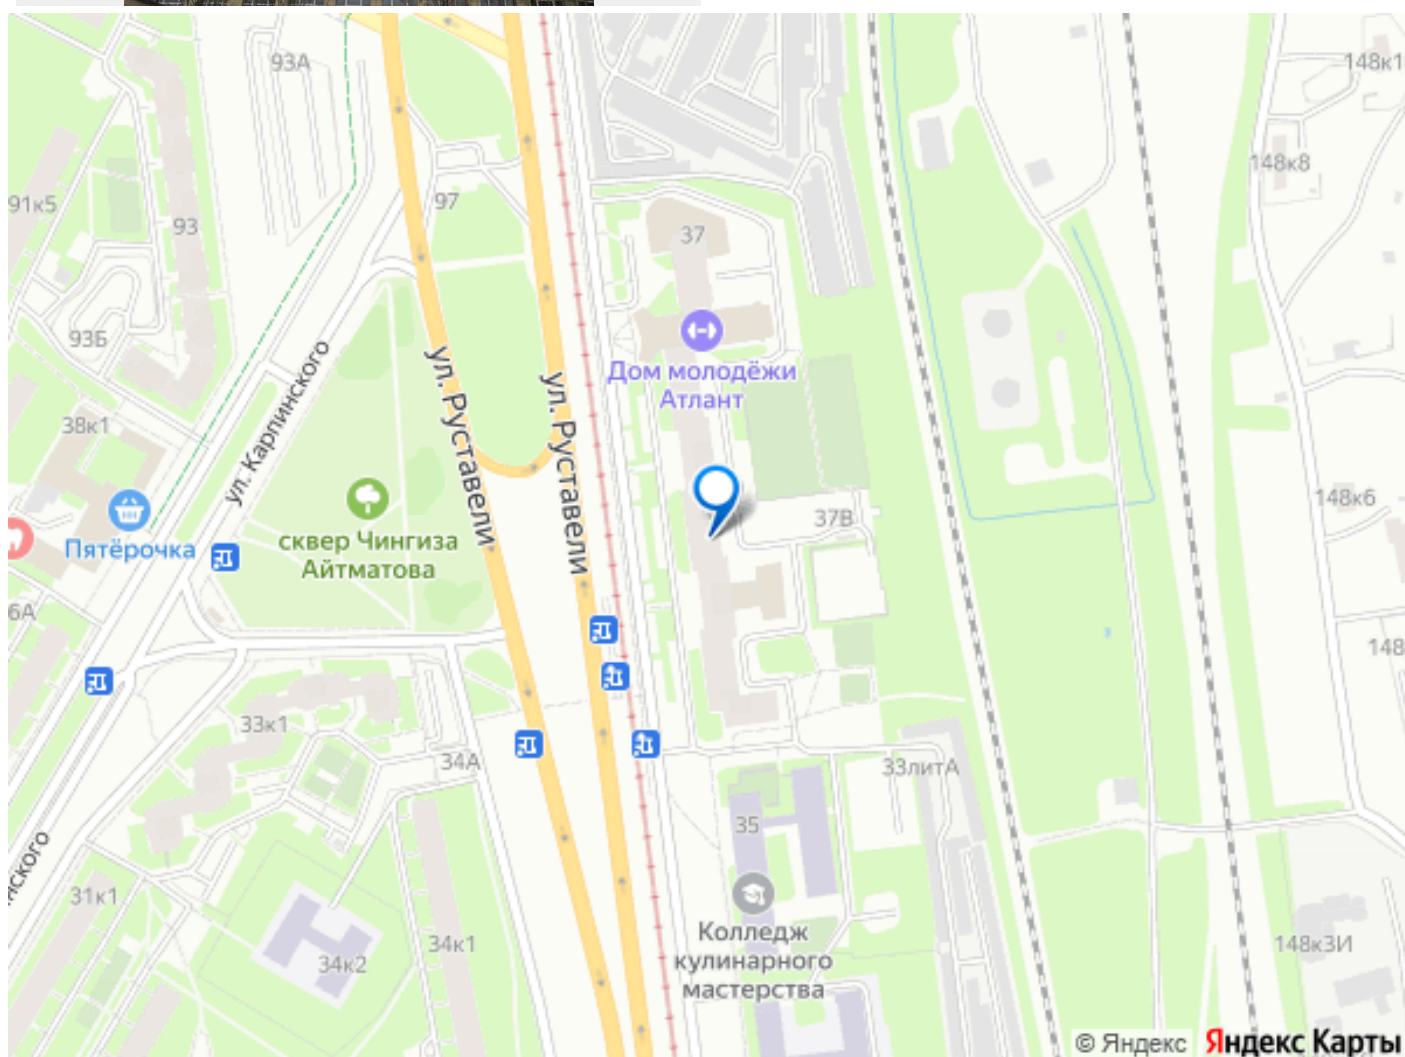 93А
148к1
148к8
91к5
97
93
37
93Б
ул. Карпинского
ул. Руставели
ул. Руставели
Дом молодёжи
Атлант
38к1
Пятёрочка
сквер Чингиза
Айтматова
37В
148к6
6А
148
33к1
34А
33литА
35
нского
31к1
34к2
34к1
Колледж
кулинарного
мастерства
148к3И
© Яндекс Яндекс Карты